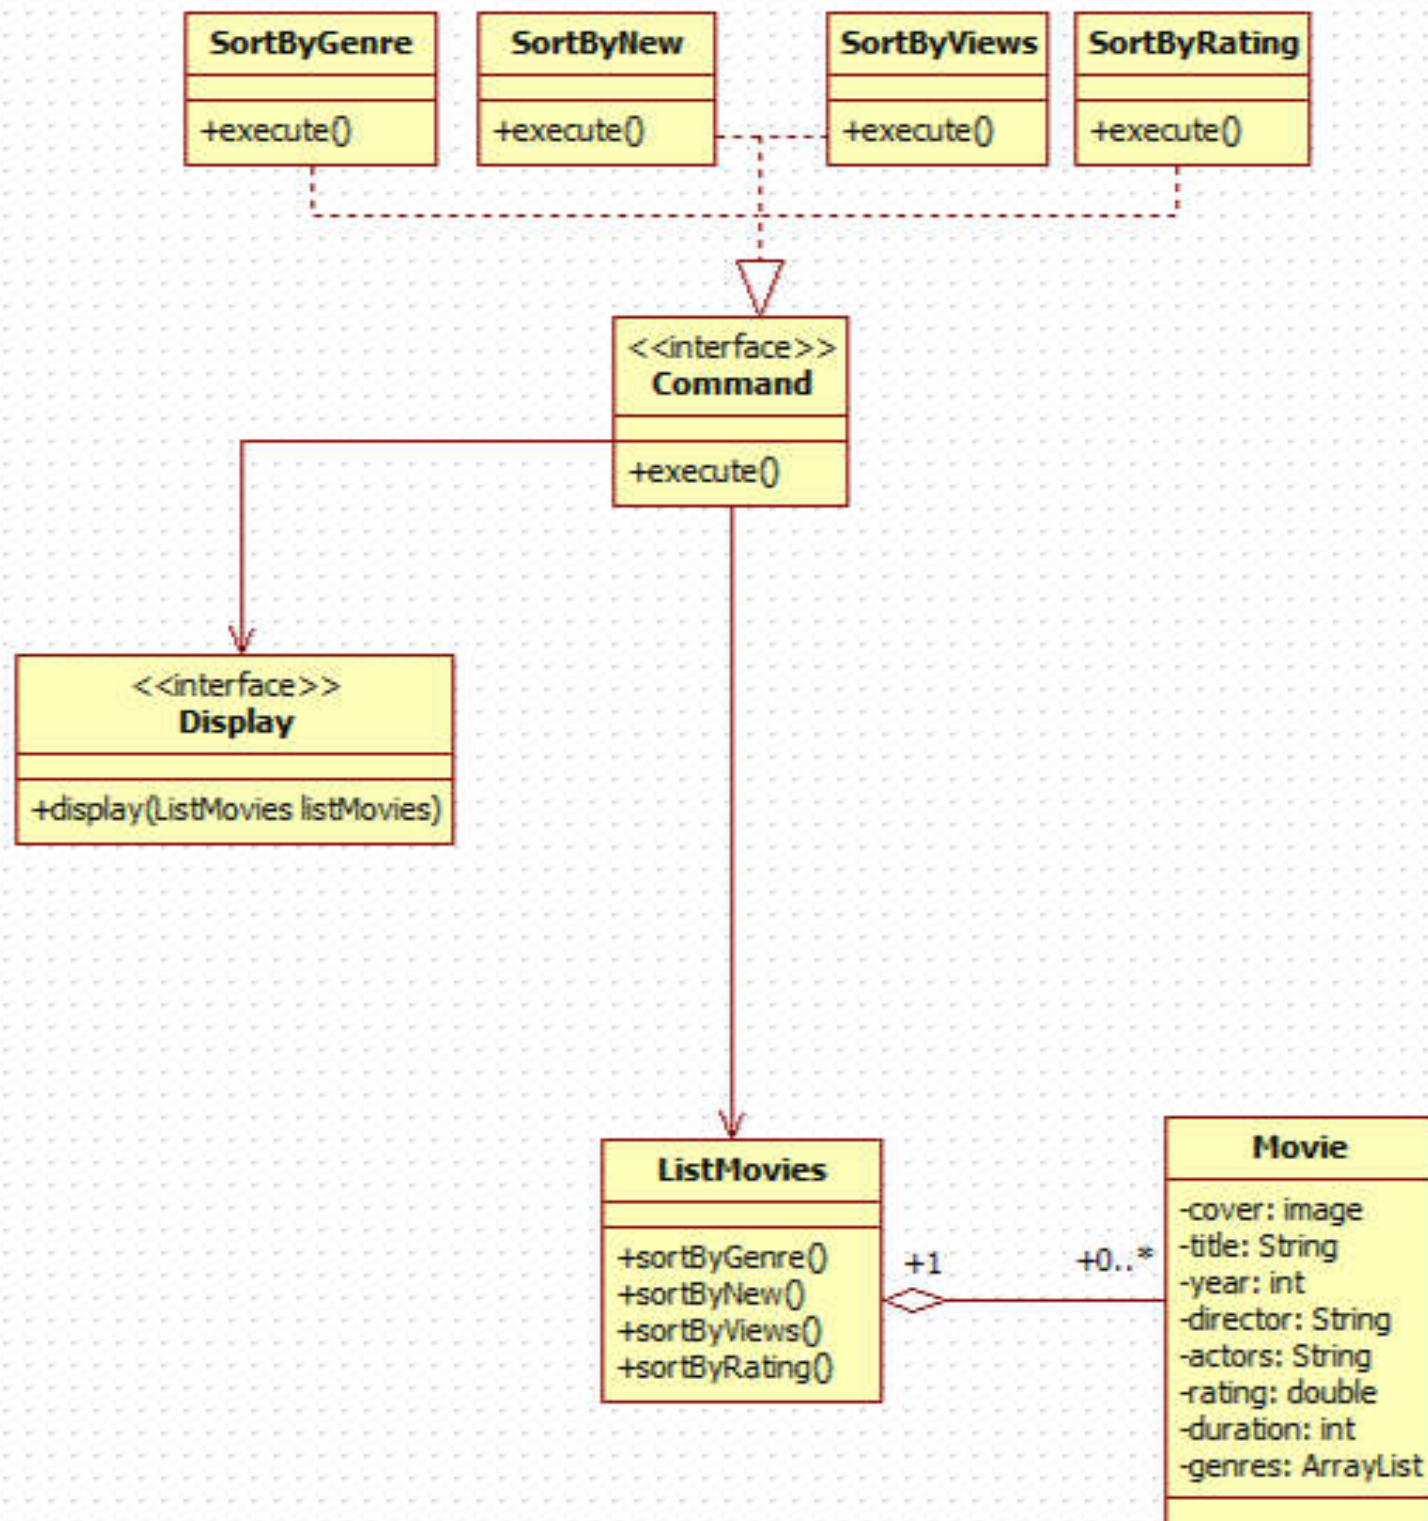 SortByGenre
+execute()
SortByNew
+execute()
SortByViews
+execute()
SortByRating
+execute()
<<interface>>
Command
+execute()
<<interface>>
Display
+display(ListMovies listMovies)
ListMovies
+sortByGenre()
+sortByNew()
+sortByViews()
+sortByRating()
+1
+0..*
Movie
-cover: image
-title: String
-year: int
-director: String
-actors: String
-rating: double
-duration: int
-genres: ArrayList